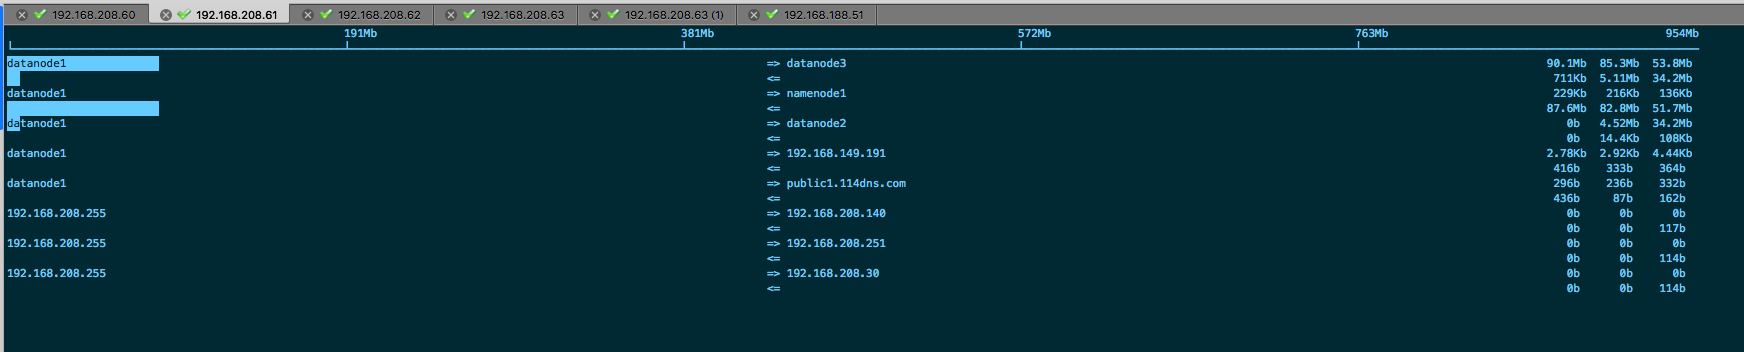 192.168.208.60 192.168.208.61 192.168.208.62 192.168.208.63 192.168.208.63 (1) 192.168.188.51
191Mb 381Mb 572Mb 763Mb 954Mb
datanode1 => datanode3 90.1Mb 85.3Mb 53.8Mb
<= 711Kb 5.11Mb 34.2Mb
datanode1 => namenode1 229Kb 216Kb 136Kb
<= 87.6Mb 82.8Mb 51.7Mb
datanode1 => datanode2 0b 4.52Mb 34.2Mb
<= 0b 14.4Kb 108Kb
datanode1 => 192.168.149.191 2.78Kb 2.92Kb 4.44Kb
<= 416b 333b 364b
datanode1 => public1.114dns.com 296b 236b 332b
<= 436b 87b 162b
192.168.208.255 => 192.168.208.140 0b 0b 0b
<= 0b 0b 117b
192.168.208.255 => 192.168.208.251 0b 0b 0b
<= 0b 0b 114b
192.168.208.255 => 192.168.208.30 0b 0b 0b
<= 0b 0b 114b